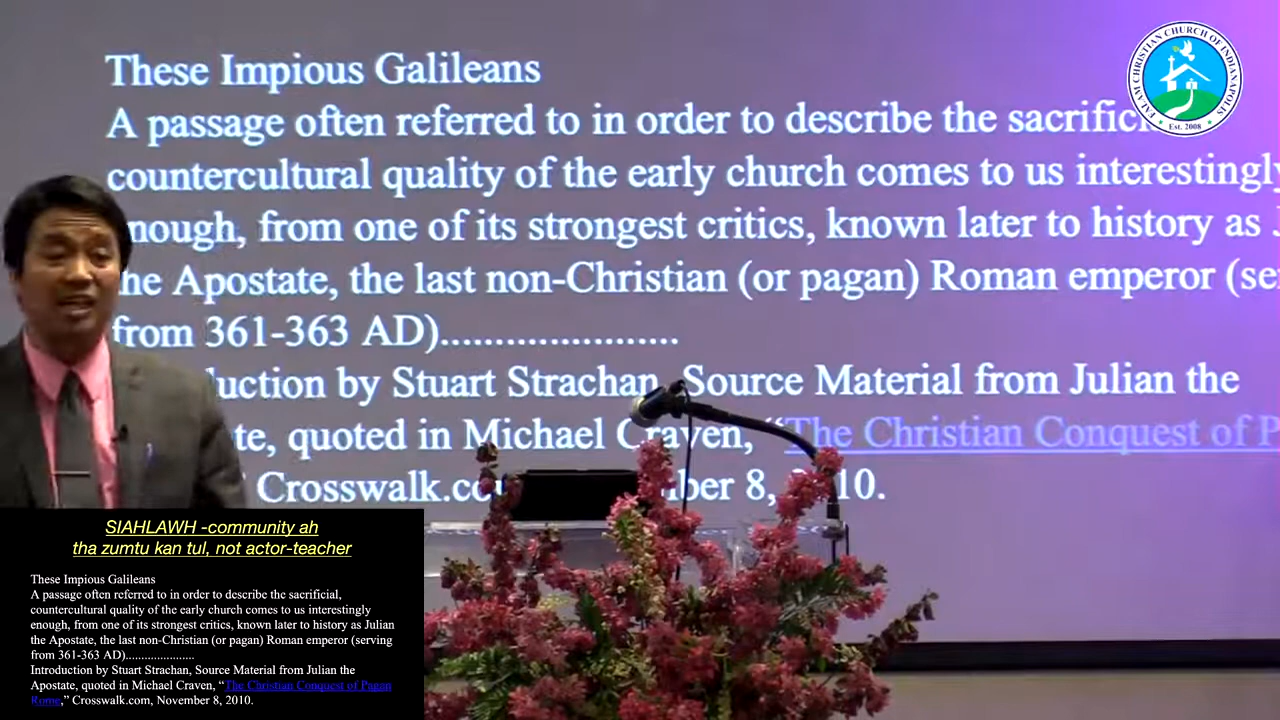 These Impious Galileans
A passage often referred to in order to describe the
countercultural quality of the early church comes to us interestingly
enough, from one of its strongest critics, known later to history as
the Apostate, the last non-Christian (or pagan) Roman emperor
from 361-363 AD)......................
by Stuart Strachan, Source Material from Julian the
quoted in Michael Craven, “The Christian Conquest of
Crosswalk.co 8, 2010.
FALAM CHRISTIAN CHURCH OF INDIANAPOLIS
Est. 2008
SIAHLAWH -community ah
tha zumtu kan tul, not actor-teacher
These Impious Galileans
A passage often referred to in order to describe the sacrificial,
countercultural quality of the early church comes to us interestingly
enough, from one of its strongest critics, known later to history as Julian
the Apostate, the last non-Christian (or pagan) Roman emperor (serving
from 361-363 AD)......................
Introduction by Stuart Strachan, Source Material from Julian the
Apostate, quoted in Michael Craven, “The Christian Conquest of Pagan
Rome,” Crosswalk.com, November 8, 2010.